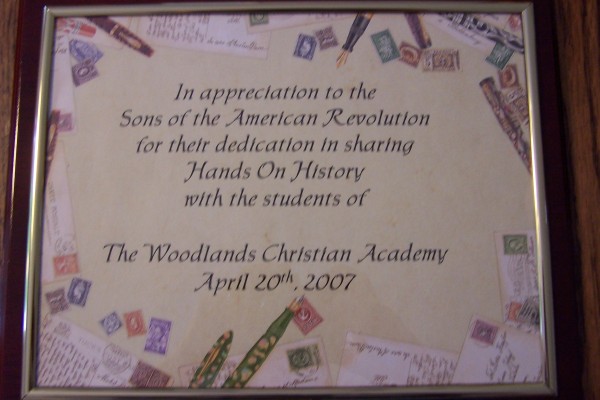 In appreciation to the
Sons of the American Revolution
for their dedication in sharing
Hands On History
with the students of
The Woodlands Christian Academy
April 20th, 2007